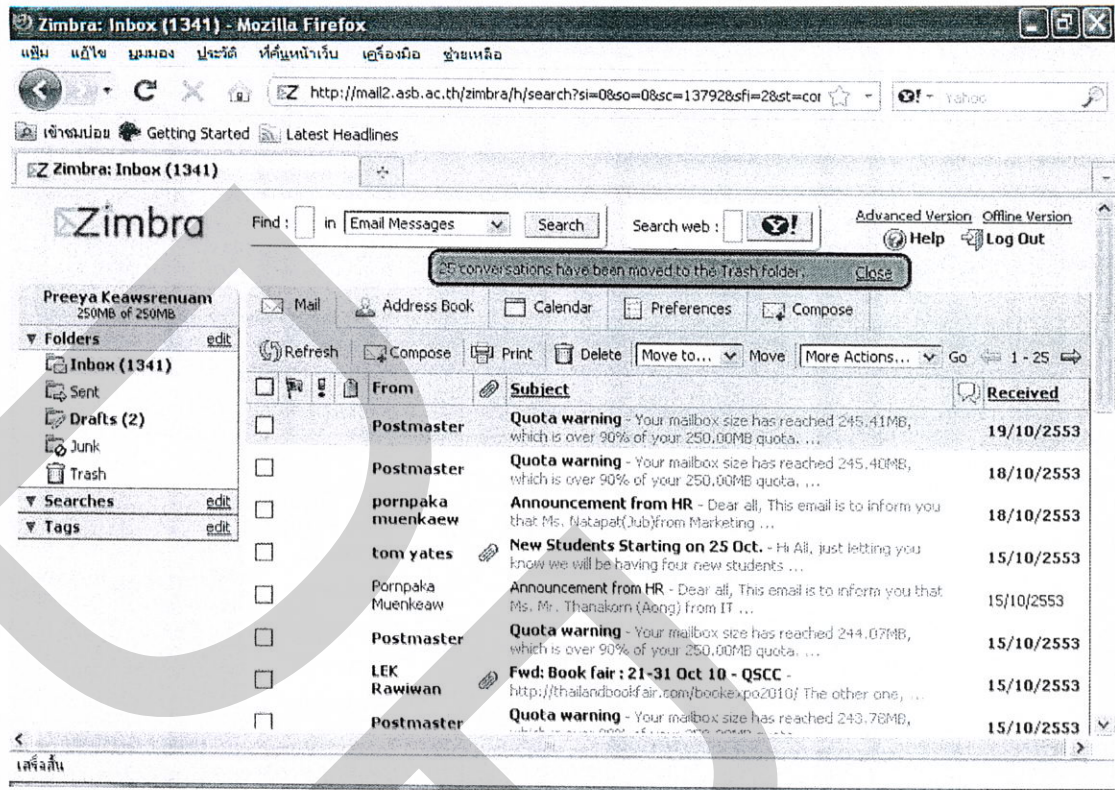 Zimbra: Inbox (1341) - Mozilla Firefox
แฟ้ม แก้ไข มุมมอง ประวัติ ที่คั่นหน้าเว็บ เครื่องมือ ช่วยเหลือ
Z http://mail2.asb.ac.th/zimbra/h/search?si=0&so=0&sc=13792&sfi=2&st=cor Y! Yahoo
เข้าชมบ่อย Getting Started Latest Headlines
Z Zimbra: Inbox (1341)
Zimbra Find : in Email Messages Search Search web : Y! Advanced Version Offline Version
Help Log Out
25 conversations have been moved to the Trash folder. Close
Preeya Keawsrenuam
250MB of 250MB
Mail Address Book Calendar Preferences Compose
Folders edit
Inbox (1341)
Sent
Drafts (2)
Junk
Trash
Searches edit
Tags edit
Refresh Compose Print Delete Move to... Move More Actions... Go 1 - 25
From Subject Received
Postmaster Quota warning - Your mailbox size has reached 245.41MB,
which is over 90% of your 250.00MB quota. ... 19/10/2553
Postmaster Quota warning - Your mailbox size has reached 245.40MB,
which is over 90% of your 250.00MB quota. ... 18/10/2553
pornpaka
muenkaew Announcement from HR - Dear all, This email is to inform you
that Ms. Natapat(Jub)from Marketing ... 18/10/2553
tom yates New Students Starting on 25 Oct. - Hi All, just letting you
know we will be having four new students ... 15/10/2553
Pornpaka
Muenkeaw Announcement from HR - Dear all, This email is to inform you that
Ms. Mr. Thanakorn (Aong) from IT ... 15/10/2553
Postmaster Quota warning - Your mailbox size has reached 244.07MB,
which is over 90% of your 250.00MB quota. ... 15/10/2553
LEK
Rawiwan Fwd: Book fair : 21-31 Oct 10 - QSCC -
http://thailandbookfair.com/bookexpo2010/ The other one, ... 15/10/2553
Postmaster Quota warning - Your mailbox size has reached 243.78MB, 15/10/2553
เสร็จสิ้น